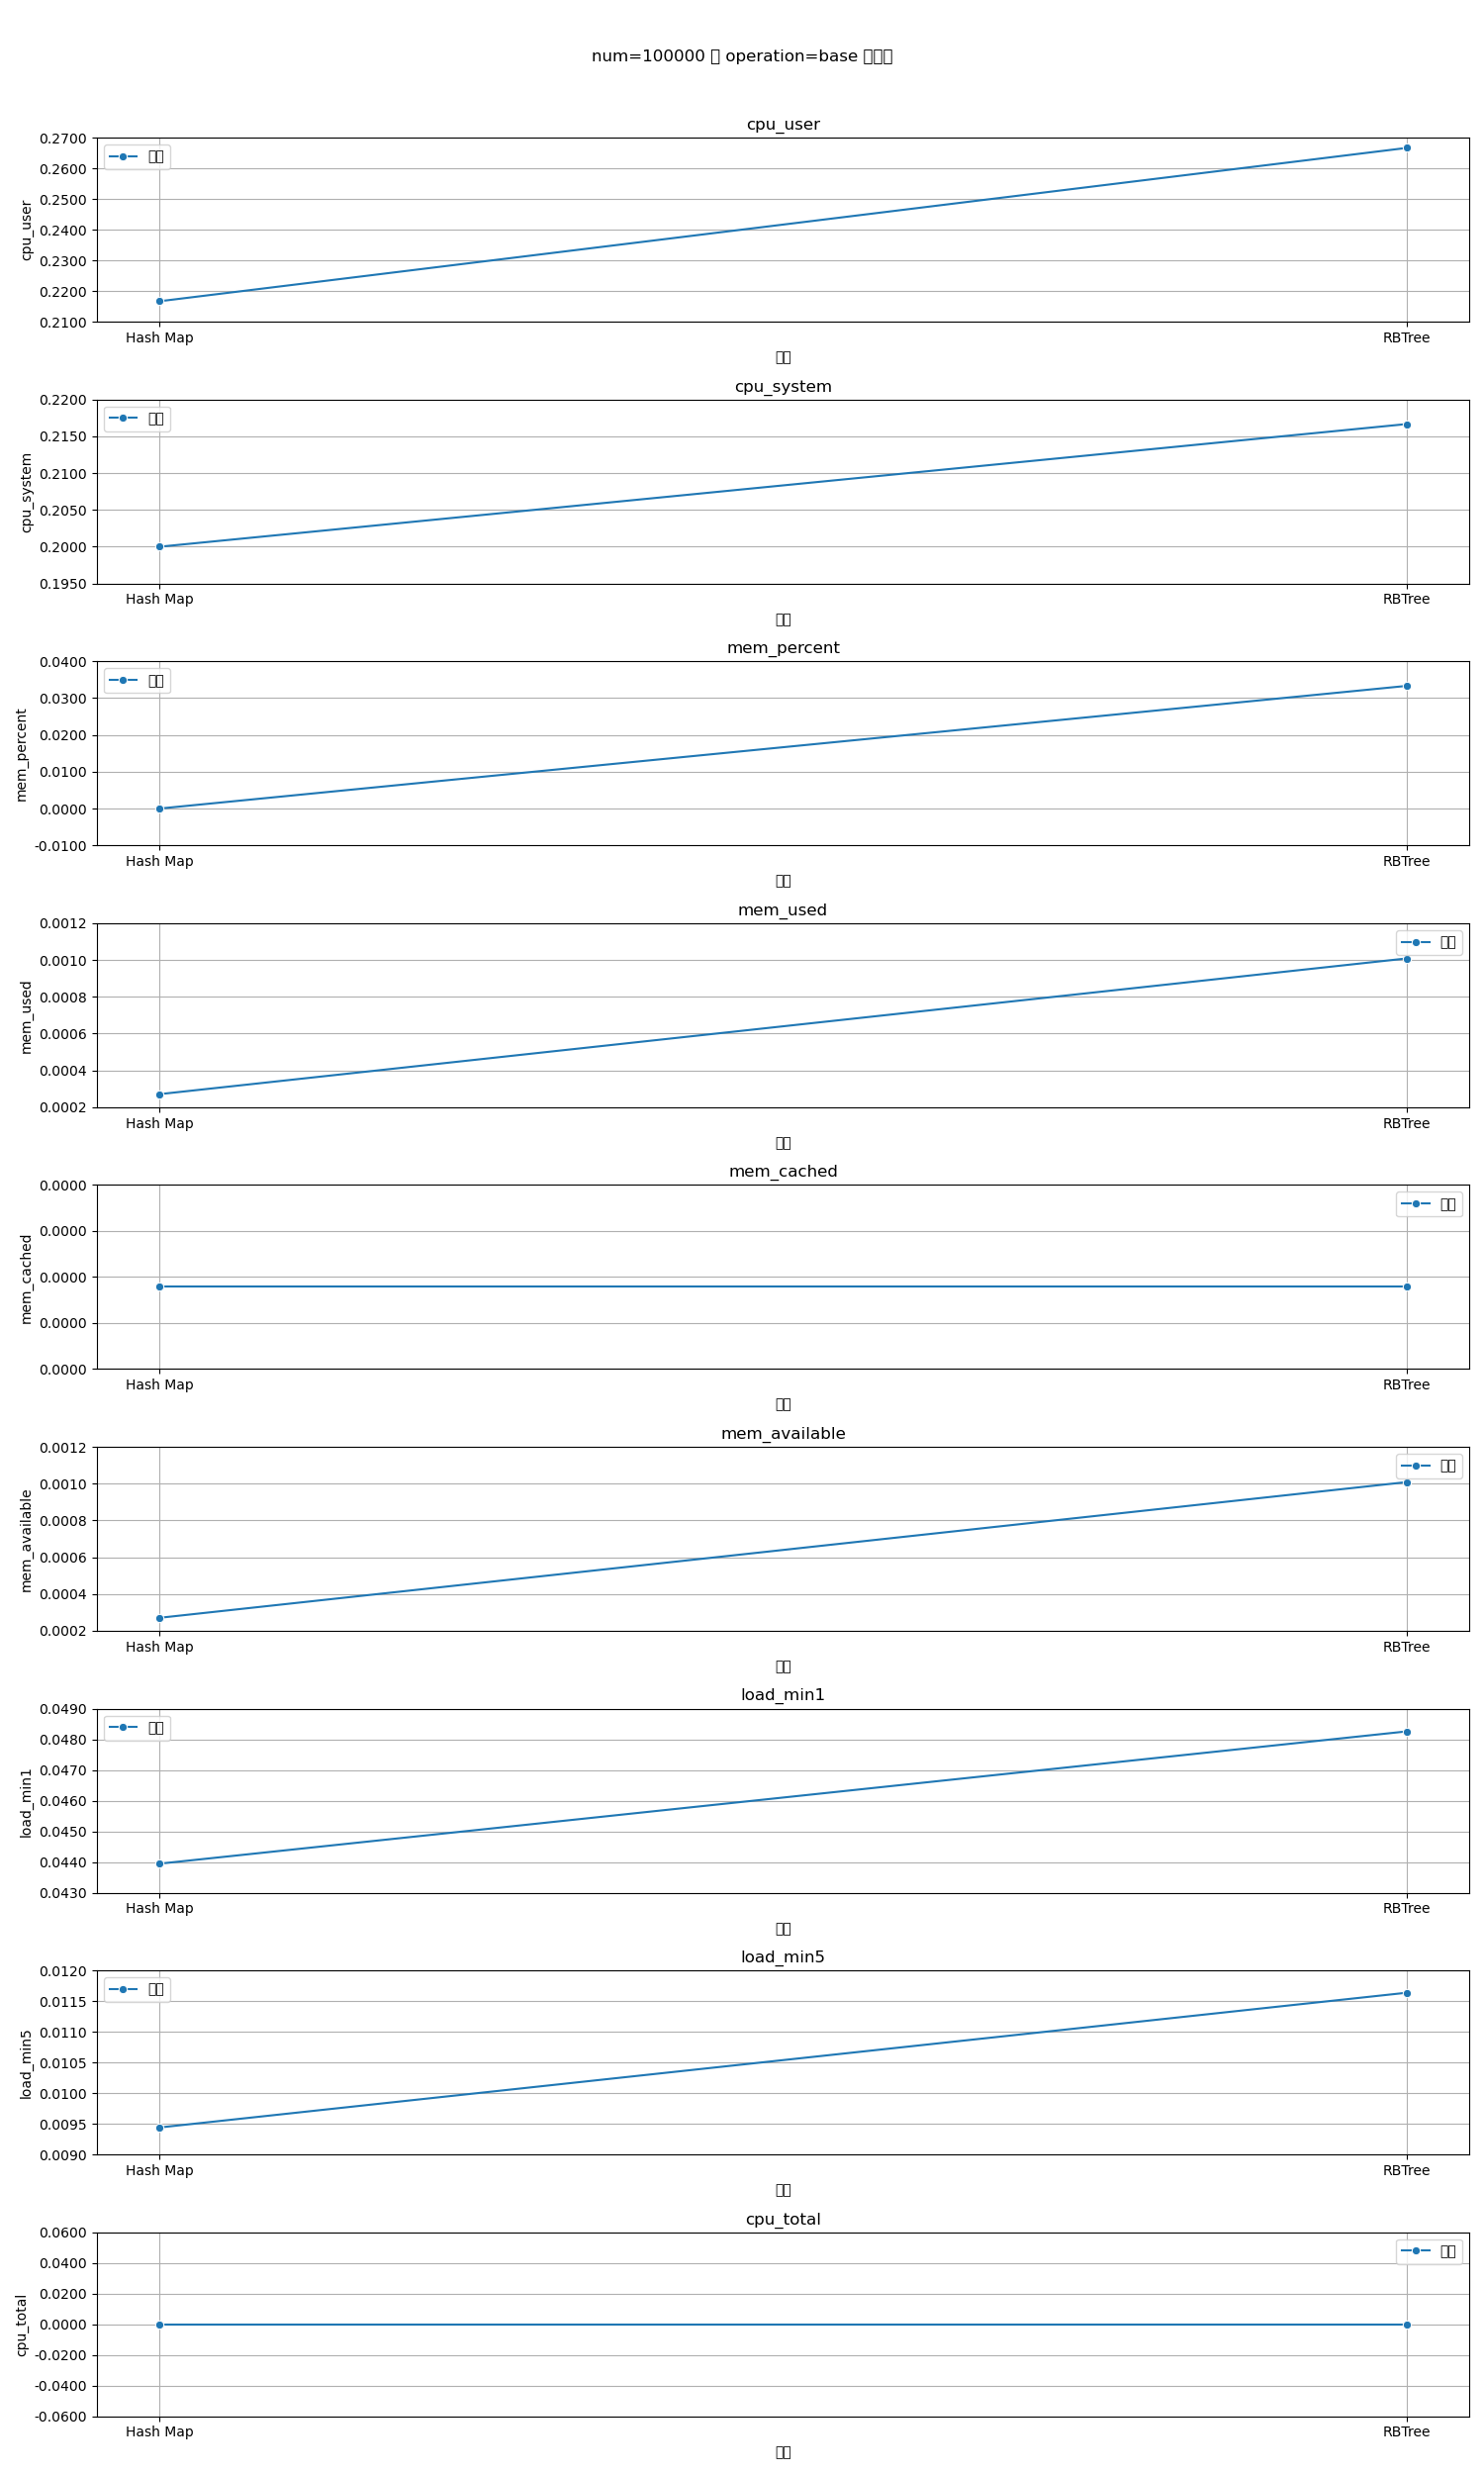 num=100000 operation=base
cpu_user
0.2700
0.2600
0.2500
0.2400
0.2300
0.2200
0.2100
cpu_user
Hash Map RBTree
cpu_system
0.2200
0.2150
0.2100
0.2050
0.2000
0.1950
cpu_system
Hash Map RBTree
mem_percent
0.0400
0.0300
0.0200
0.0100
0.0000
-0.0100
mem_percent
Hash Map RBTree
mem_used
0.0012
0.0010
0.0008
0.0006
0.0004
0.0002
mem_used
Hash Map RBTree
mem_cached
0.0000
0.0000
0.0000
0.0000
0.0000
mem_cached
Hash Map RBTree
mem_available
0.0012
0.0010
0.0008
0.0006
0.0004
0.0002
mem_available
Hash Map RBTree
load_min1
0.0490
0.0480
0.0470
0.0460
0.0450
0.0440
0.0430
load_min1
Hash Map RBTree
load_min5
0.0120
0.0115
0.0110
0.0105
0.0100
0.0095
0.0090
load_min5
Hash Map RBTree
cpu_total
0.0600
0.0400
0.0200
0.0000
-0.0200
-0.0400
-0.0600
cpu_total
Hash Map RBTree